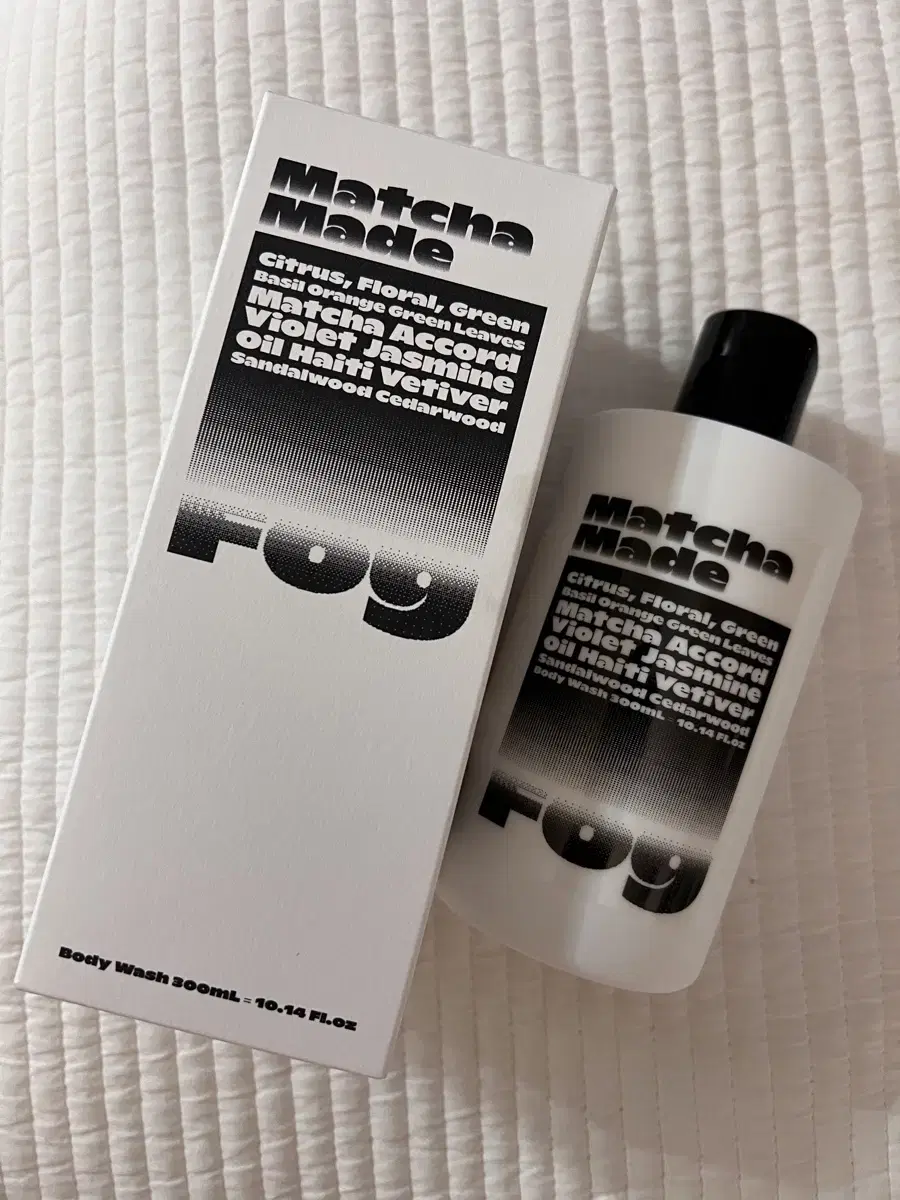 Matcha
Made
Citrus, Floral, Green
Basil Orange Green Leaves
Matcha Accord
Violet Jasmine
Oil Haiti Vetiver
Sandalwood Cedarwood
Fog
Body Wash 300mL = 10.14 Fl.oz
Matcha
Made
Citrus, Floral, Green
Basil Orange Green Leaves
Matcha Accord
Violet Jasmine
Oil Haiti Vetiver
Sandalwood Cedarwood
Body Wash 300mL = 10.14 Fl.oz
Fog